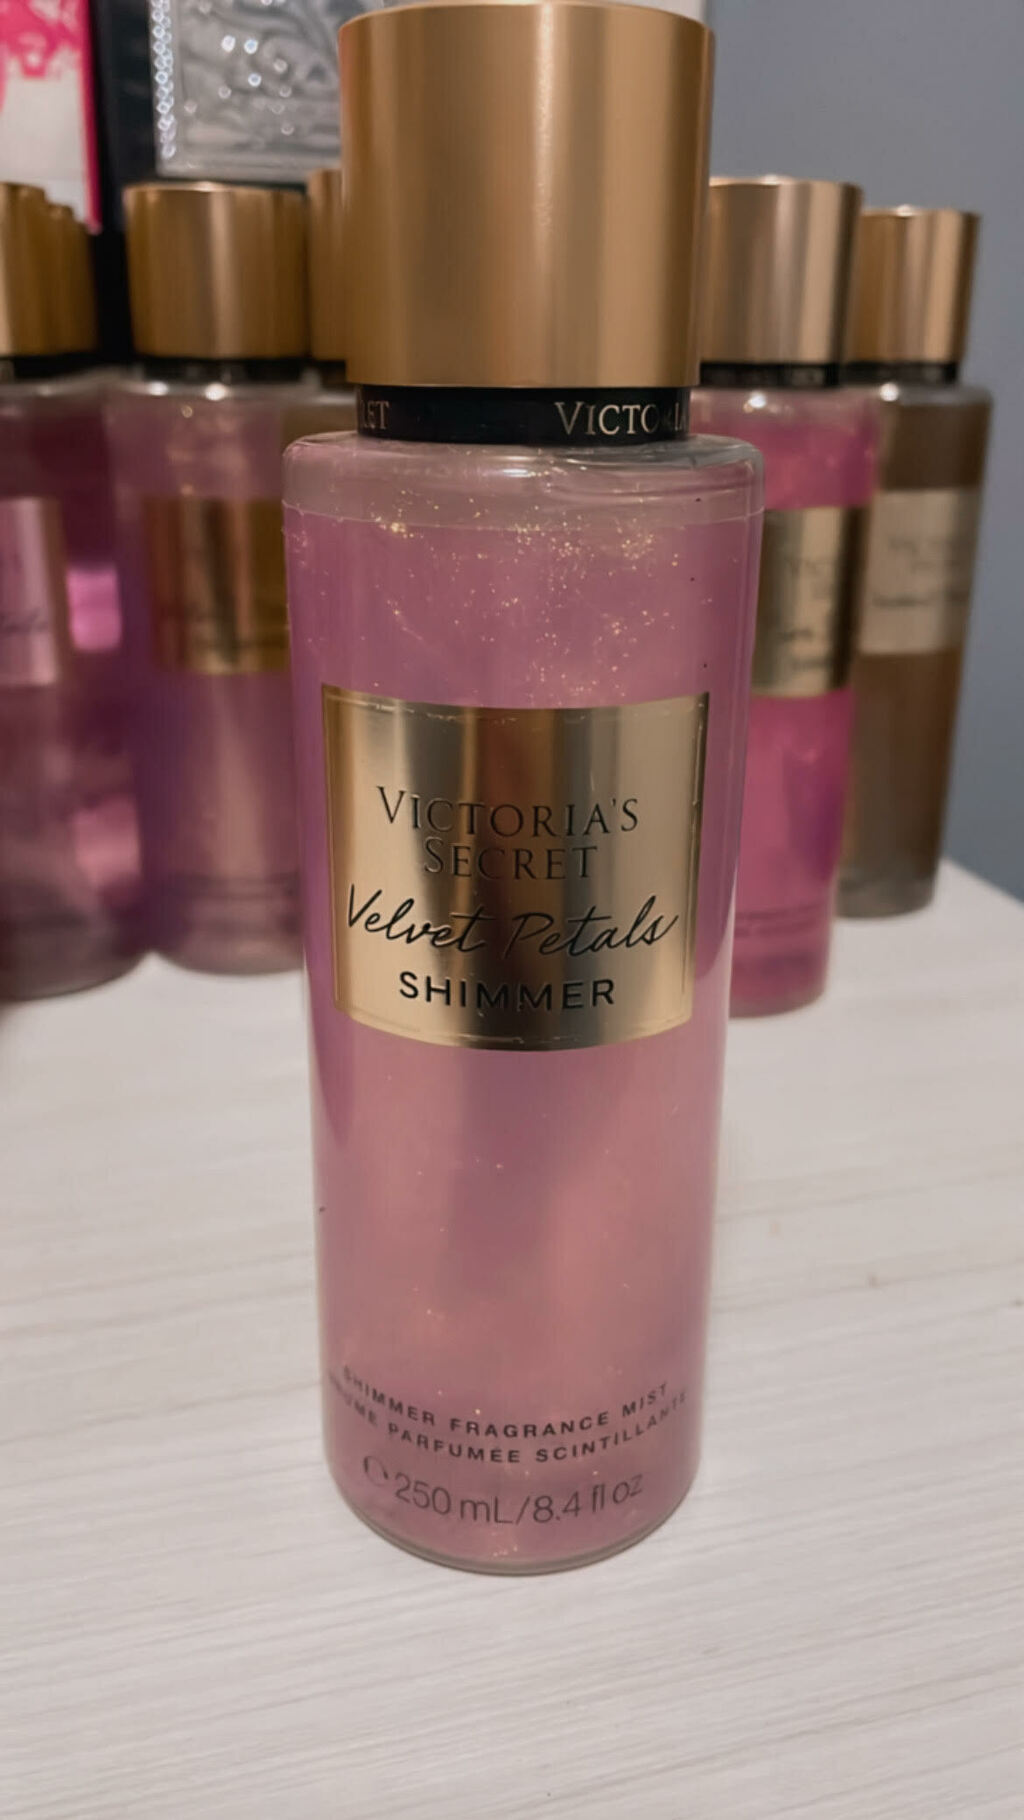 VICTORIA
VICTORIA'S
SECRET
Velvet Petals
SHIMMER
SHIMMER FRAGRANCE MIST
BRUME PARFUMÉE SCINTILLANTE
℮ 250 mL/8.4 fl oz